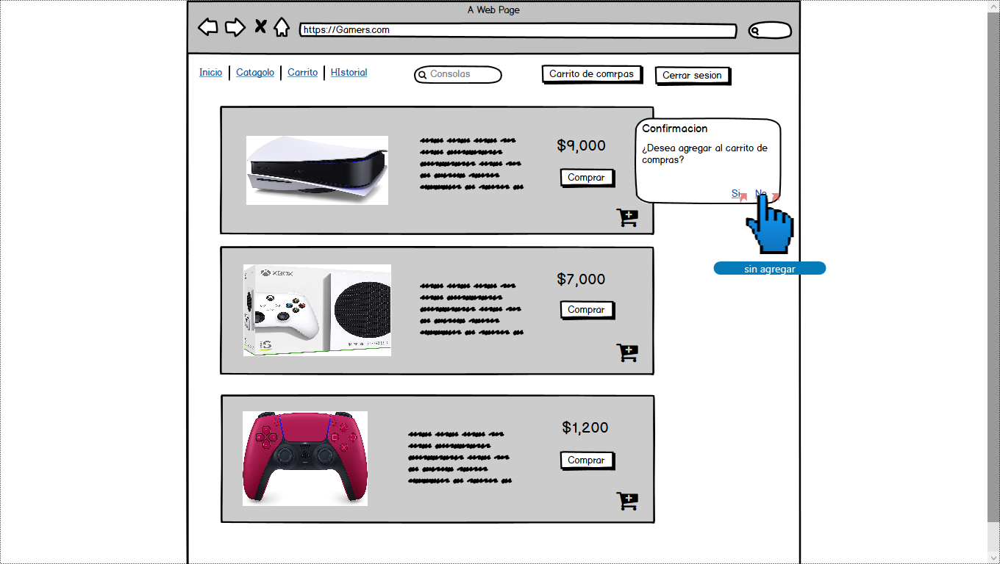 A Web Page
https://Gamers.com
Inicio
Catagolo
Carrito
HIstorial
Consolas
Carrito de comrpas
Cerrar sesion
$9,000
Comprar
Confirmacion
¿Desea agregar al carrito de
compras?
Si
No
sin agregar
XBOX
$7,000
Comprar
$1,200
Comprar